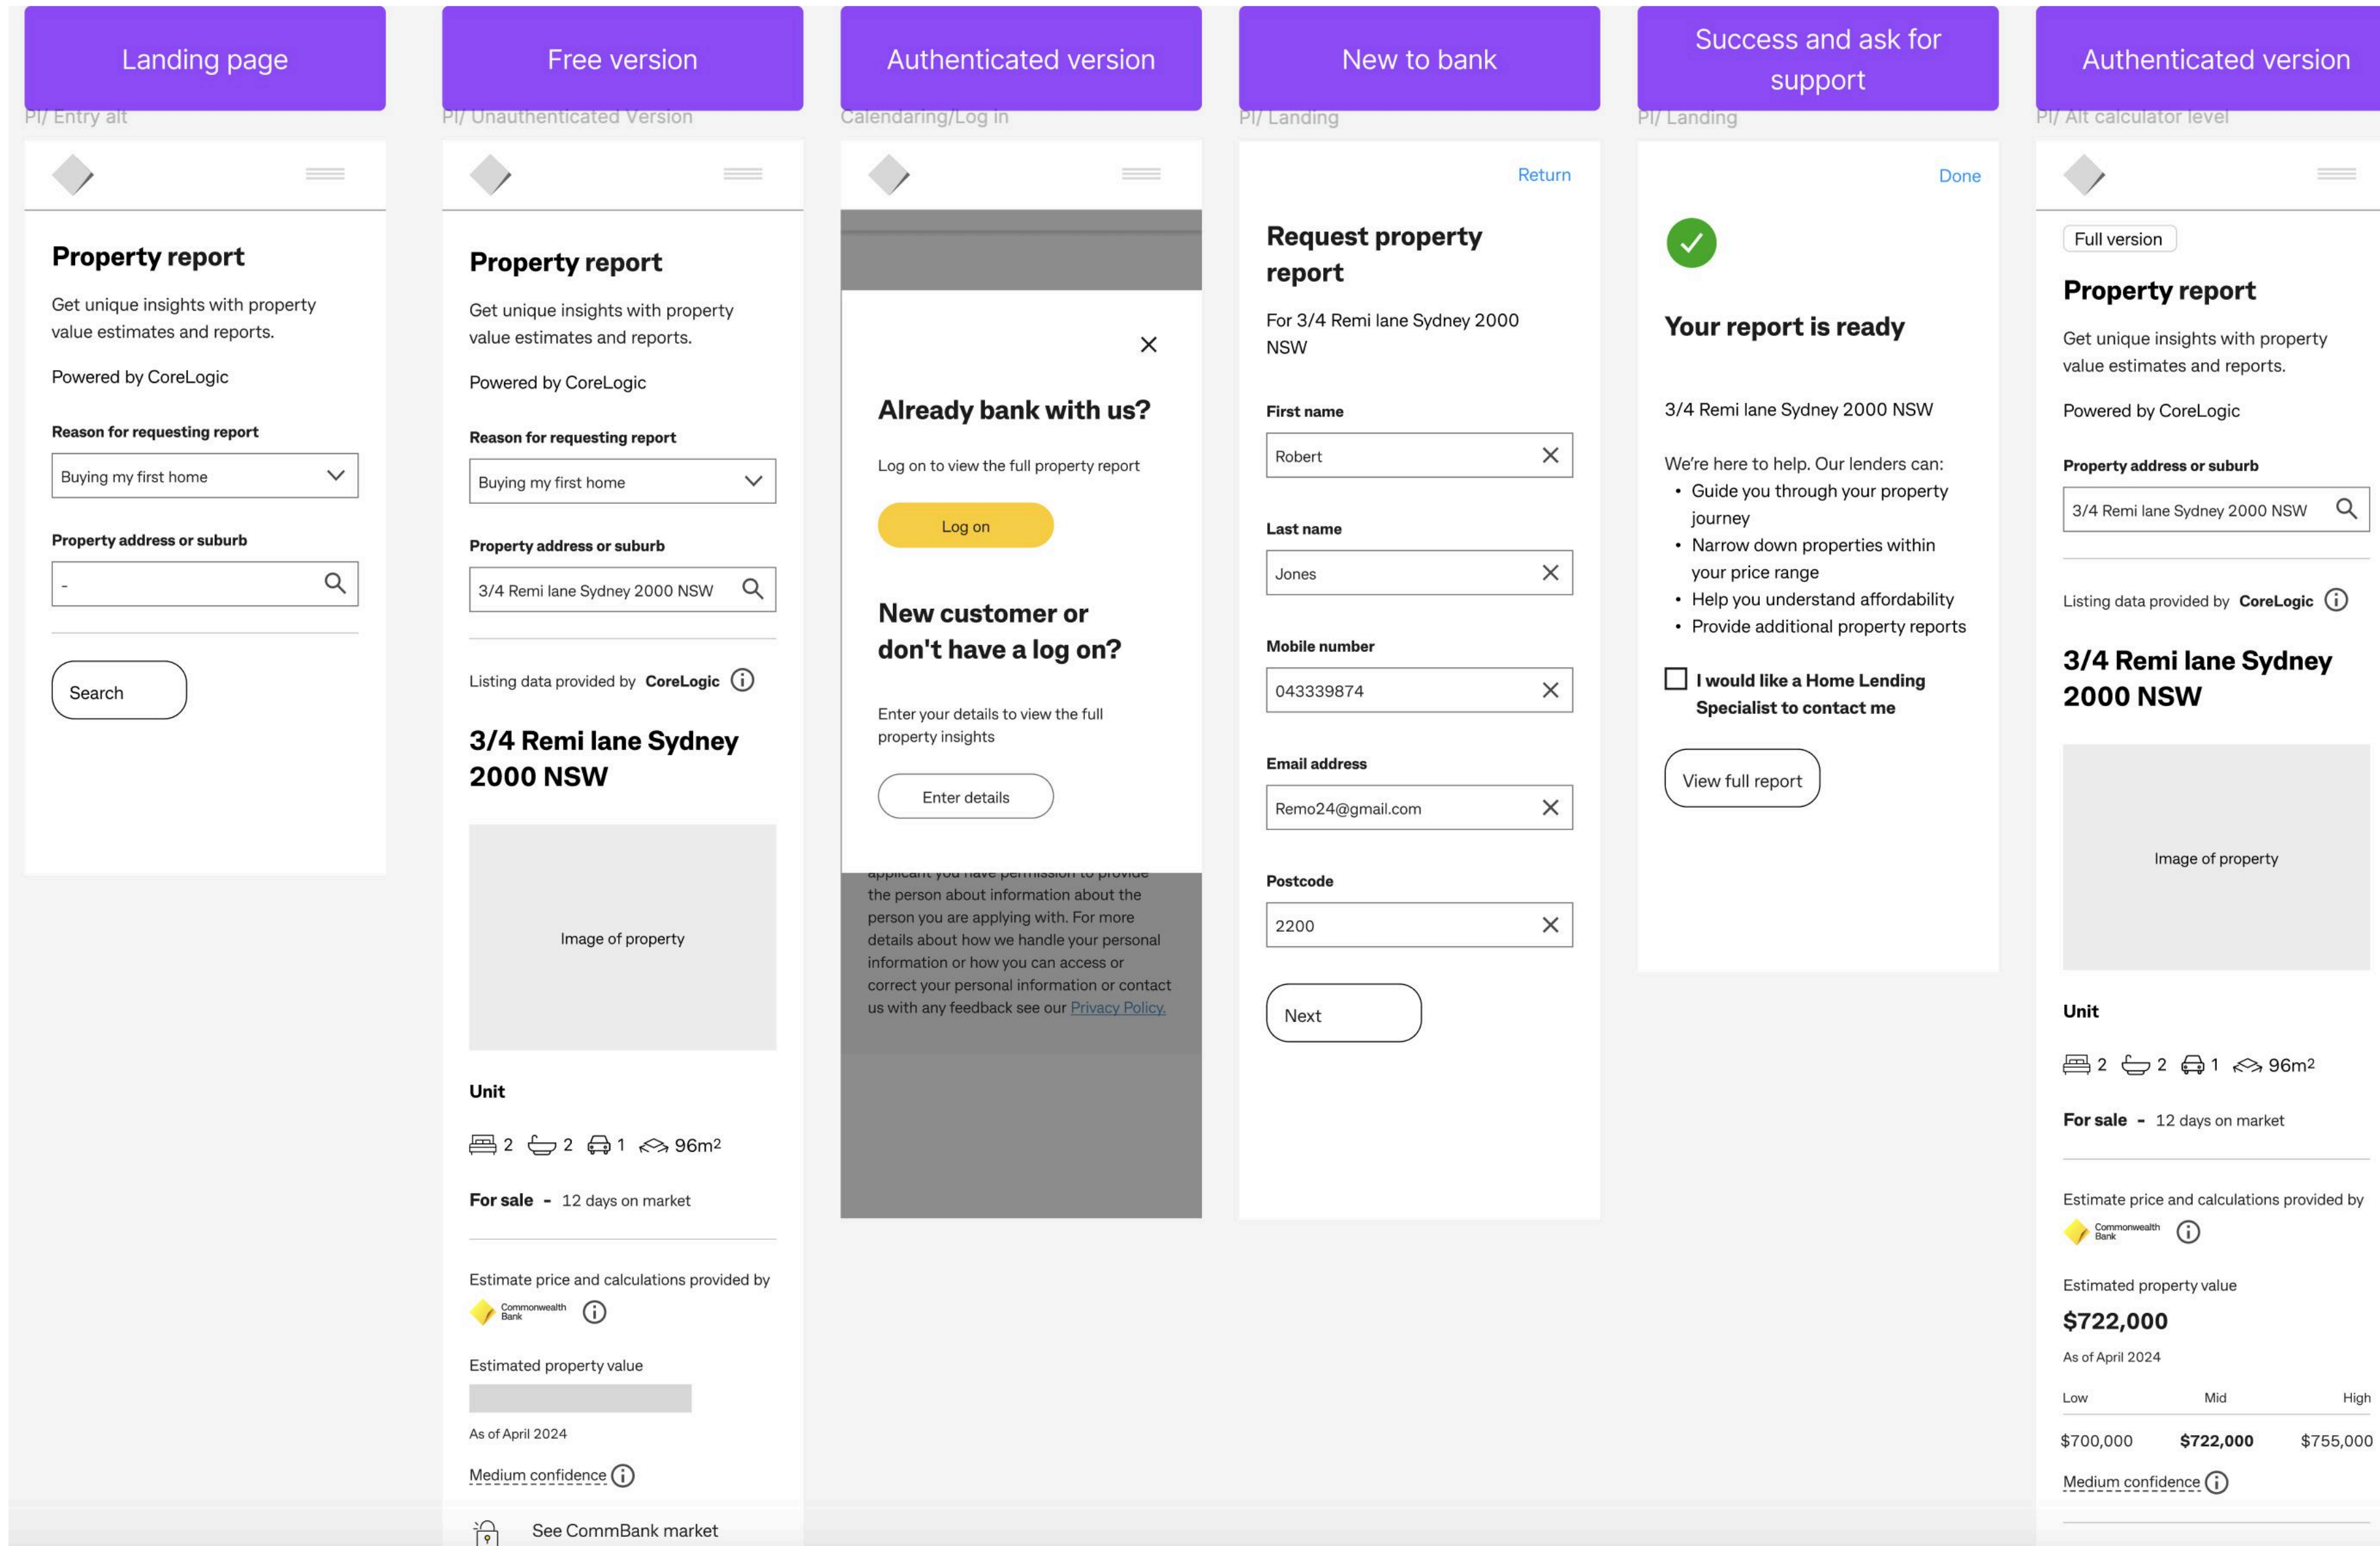 Landing page
PI/ Entry alt
Property report
Get unique insights with property
value estimates and reports.
Powered by CoreLogic
Reason for requesting report
Buying my first home
Property address or suburb
-
Search
Free version
PI/ Unauthenticated Version
Property report
Get unique insights with property
value estimates and reports.
Powered by CoreLogic
Reason for requesting report
Buying my first home
Property address or suburb
3/4 Remi lane Sydney 2000 NSW
Listing data provided by CoreLogic
3/4 Remi lane Sydney
2000 NSW
Image of property
Unit
2 2 1 96m2
For sale - 12 days on market
Estimate price and calculations provided by
Commonwealth
Bank
Estimated property value
As of April 2024
Medium confidence
See CommBank market
Authenticated version
Calendaring/Log in
Already bank with us?
Log on to view the full property report
Log on
New customer or
don't have a log on?
Enter your details to view the full
property insights
Enter details
applicant you have permission to provide
the person about information about the
person you are applying with. For more
details about how we handle your personal
information or how you can access or
correct your personal information or contact
us with any feedback see our Privacy Policy.
New to bank
PI/ Landing
Return
Request property
report
For 3/4 Remi lane Sydney 2000
NSW
First name
Robert
Last name
Jones
Mobile number
043339874
Email address
Remo24@gmail.com
Postcode
2200
Next
Success and ask for
support
PI/ Landing
Done
Your report is ready
3/4 Remi lane Sydney 2000 NSW
We're here to help. Our lenders can:
• Guide you through your property
journey
• Narrow down properties within
your price range
• Help you understand affordability
• Provide additional property reports
I would like a Home Lending
Specialist to contact me
View full report
Authenticated version
PI/ Alt calculator level
Full version
Property report
Get unique insights with property
value estimates and reports.
Powered by CoreLogic
Property address or suburb
3/4 Remi lane Sydney 2000 NSW
Listing data provided by CoreLogic
3/4 Remi lane Sydney
2000 NSW
Image of property
Unit
2 2 1 96m2
For sale - 12 days on market
Estimate price and calculations provided by
Commonwealth
Bank
Estimated property value
$722,000
As of April 2024
Low Mid High
$700,000 $722,000 $755,000
Medium confidence